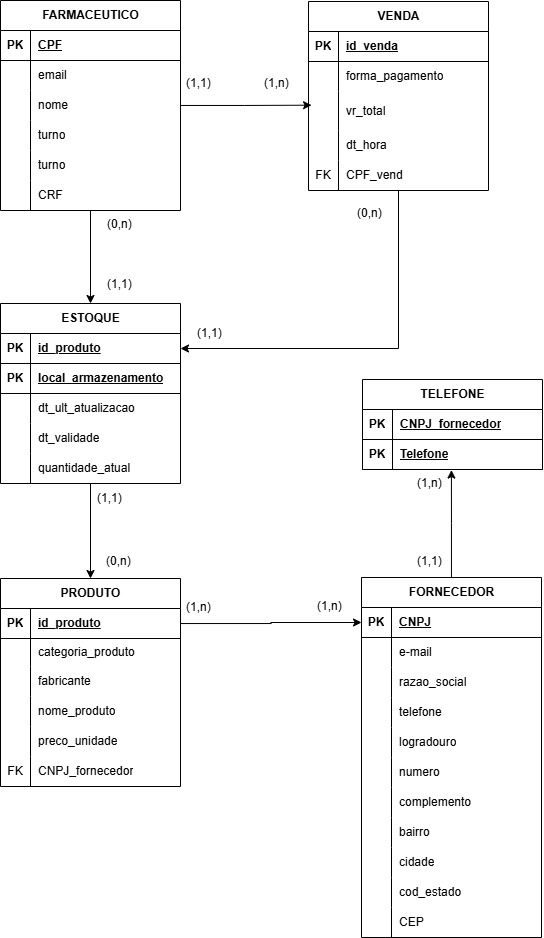 FARMACEUTICO
PK CPF
email
nome
turno
turno
CRF
(1,1)
(1,n)
VENDA
PK id_venda
forma_pagamento
vr_total
dt_hora
FK CPF_vend
(0,n)
(1,1)
(0,n)
(1,1)
ESTOQUE
PK id_produto
PK local_armazenamento
dt_ult_atualizacao
dt_validade
quantidade_atual
(1,1)
(0,n)
TELEFONE
PK CNPJ_fornecedor
PK Telefone
(1,n)
(1,1)
PRODUTO
PK id_produto
categoria_produto
fabricante
nome_produto
preco_unidade
FK CNPJ_fornecedor
(1,n)
(1,n)
FORNECEDOR
PK CNPJ
e-mail
razao_social
telefone
logradouro
numero
complemento
bairro
cidade
cod_estado
CEP